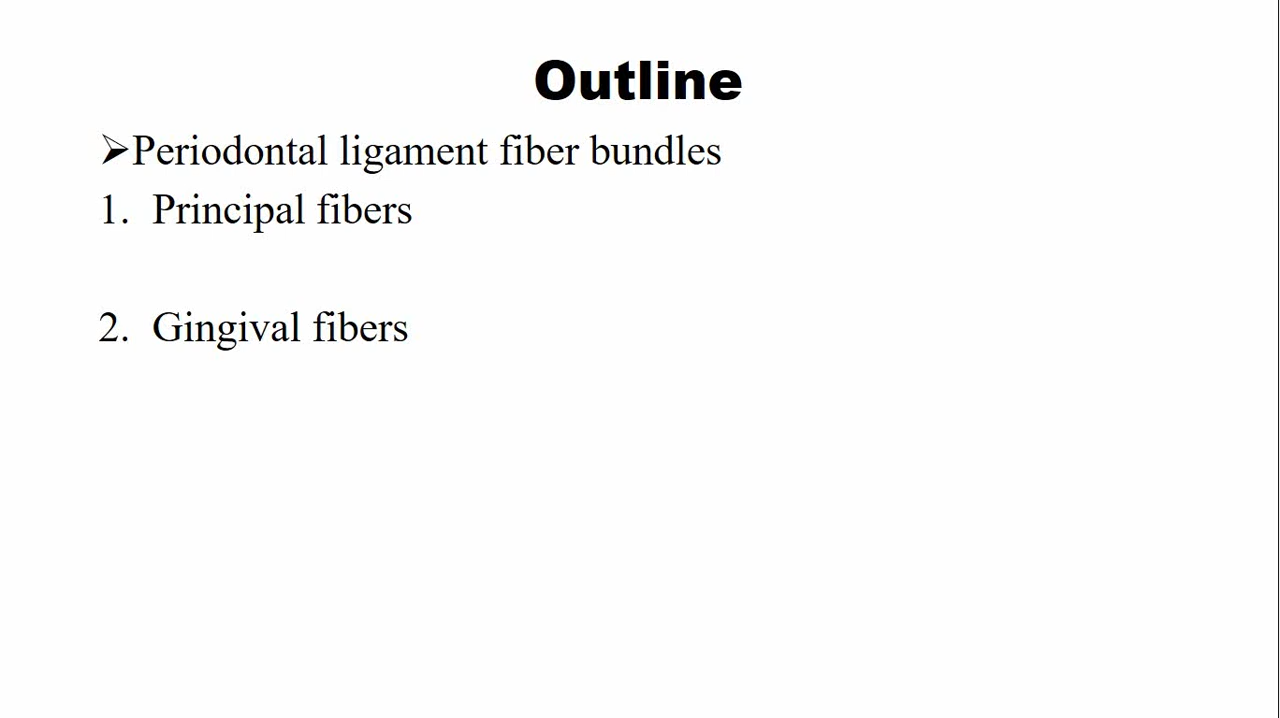 Outline
➢Periodontal ligament fiber bundles
1. Principal fibers
2. Gingival fibers